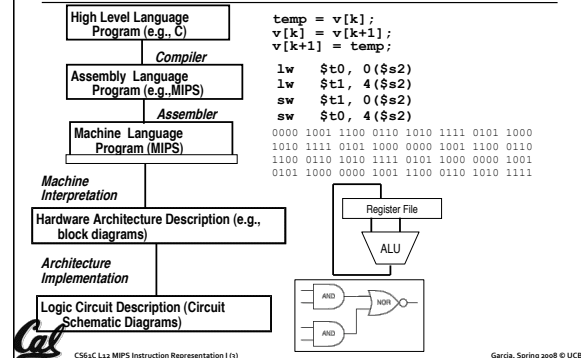 High Level Language
Program (e.g., C)
Compiler
Assembly Language
Program (e.g.,MIPS)
Assembler
Machine Language
Program (MIPS)
Machine
Interpretation
Hardware Architecture Description (e.g.,
block diagrams)
Architecture
Implementation
Logic Circuit Description (Circuit
Schematic Diagrams)
temp = v[k];
v[k] = v[k+1];
v[k+1] = temp;
lw $t0, 0($s2)
lw $t1, 4($s2)
sw $t1, 0($s2)
sw $t0, 4($s2)
0000 1001 1100 0110 1010 1111 0101 1000
1010 1111 0101 1000 0000 1001 1100 0110
1100 0110 1010 1111 0101 1000 0000 1001
0101 1000 0000 1001 1100 0110 1010 1111
Register File
ALU
AND
NOR
AND
Cal
CS61C L12 MIPS Instruction Representation I (3)
Garcia, Spring 2008 © UCB